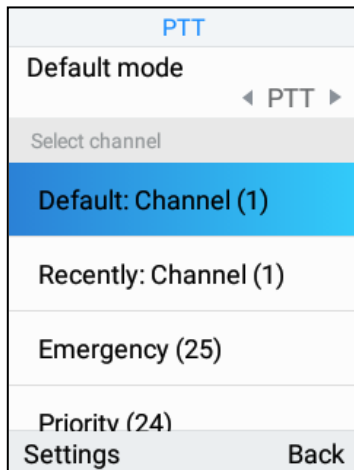 PTT
Default mode
PTT
Select channel
Default: Channel (1)
Recently: Channel (1)
Emergency (25)
Priority (24)
Settings Back